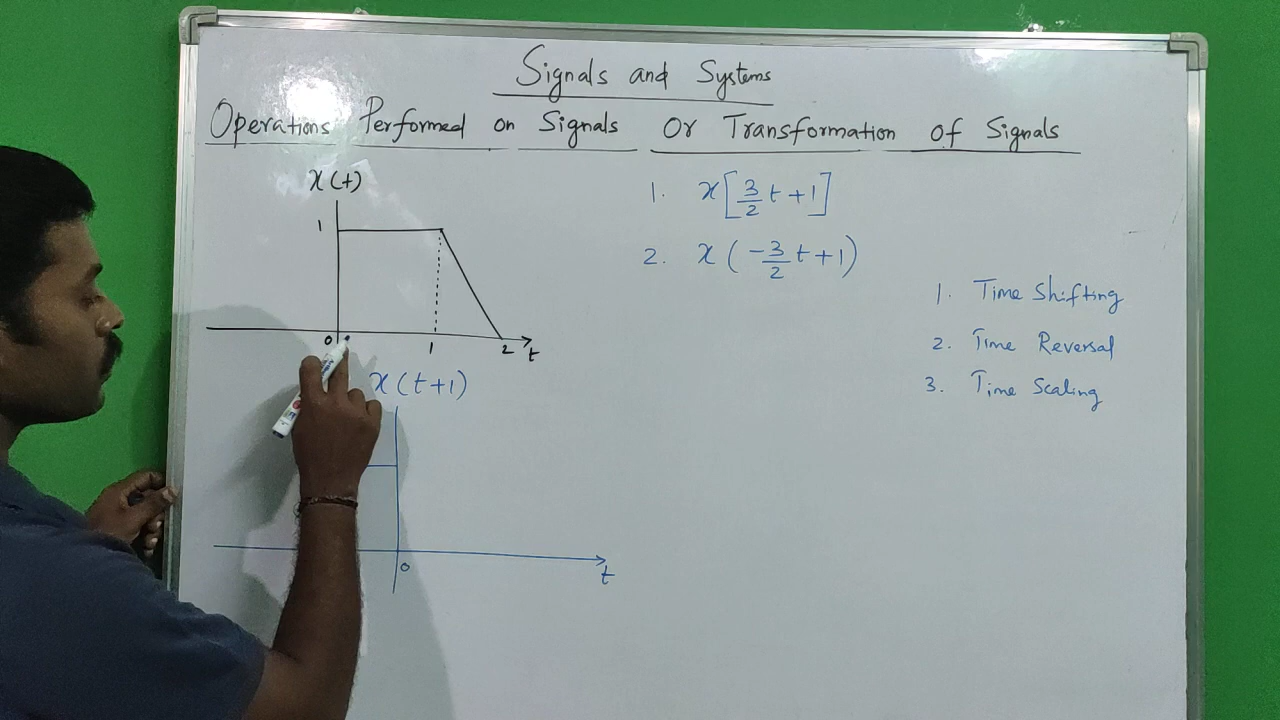 Signals and Systems
Operations Performed on Signals Or Transformation of Signals
x(t)
1
0 1 2 t
x(t+1)
0 t
1. x[3/2 t+1]
2. x(-3/2 t+1)
1. Time Shifting
2. Time Reversal
3. Time Scaling